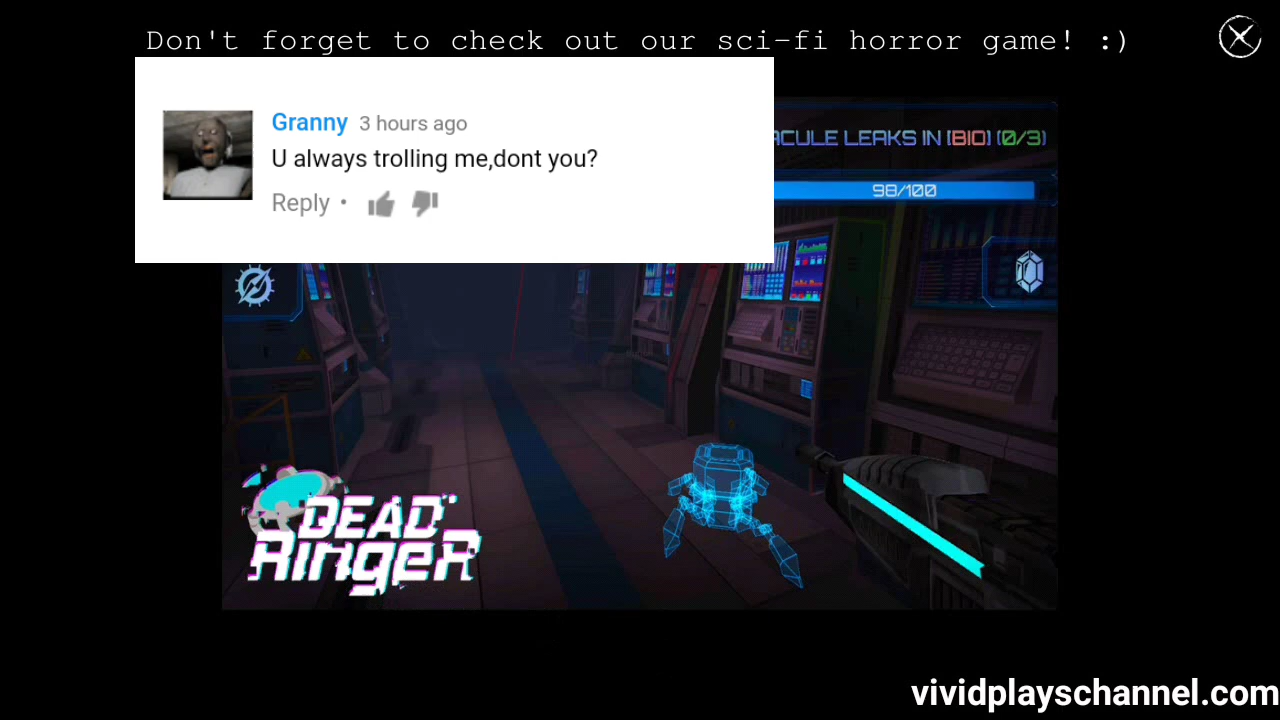 Don't forget to check out our sci-fi horror game! :)
Granny 3 hours ago
U always trolling me,dont you?
Reply •
ACULE LEAKS IN [BIO] (0/3)
98/100
DEAD
RingeR
vividplayschannel.com